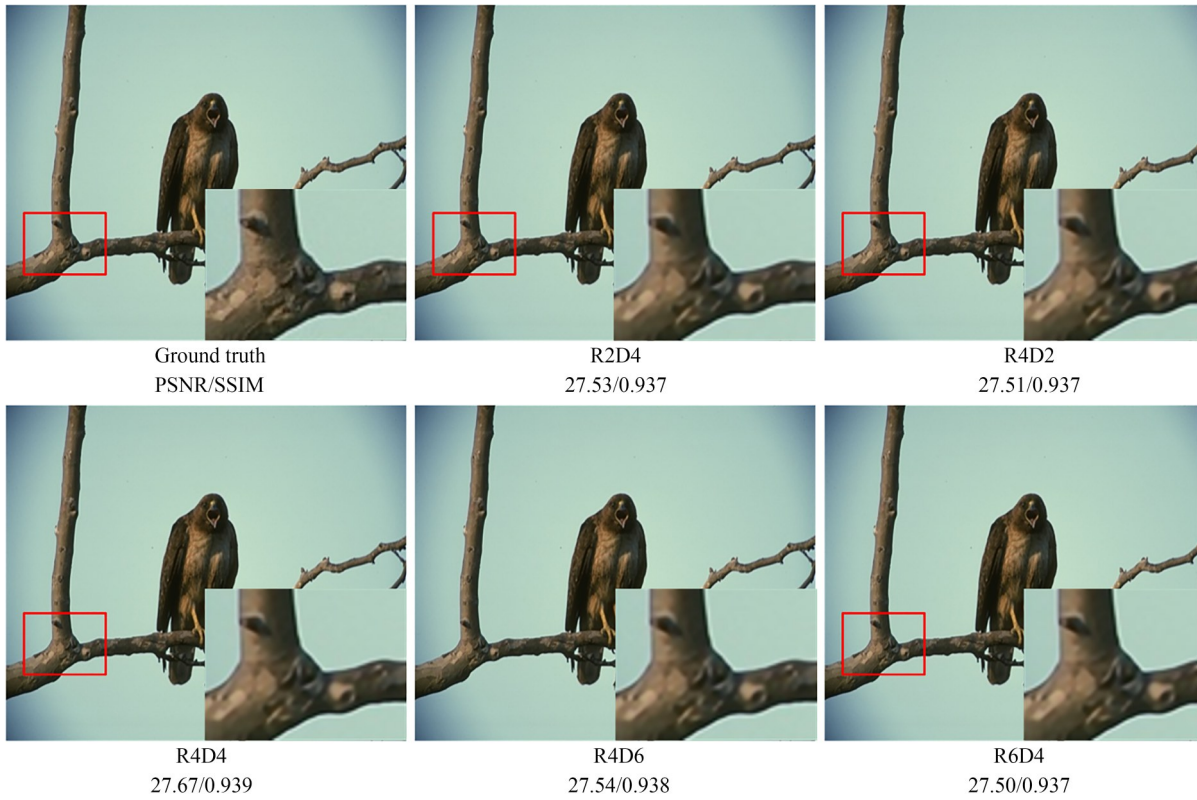 Ground truth
PSNR/SSIM
R2D4
27.53/0.937
R4D2
27.51/0.937
R4D4
27.67/0.939
R4D6
27.54/0.938
R6D4
27.50/0.937